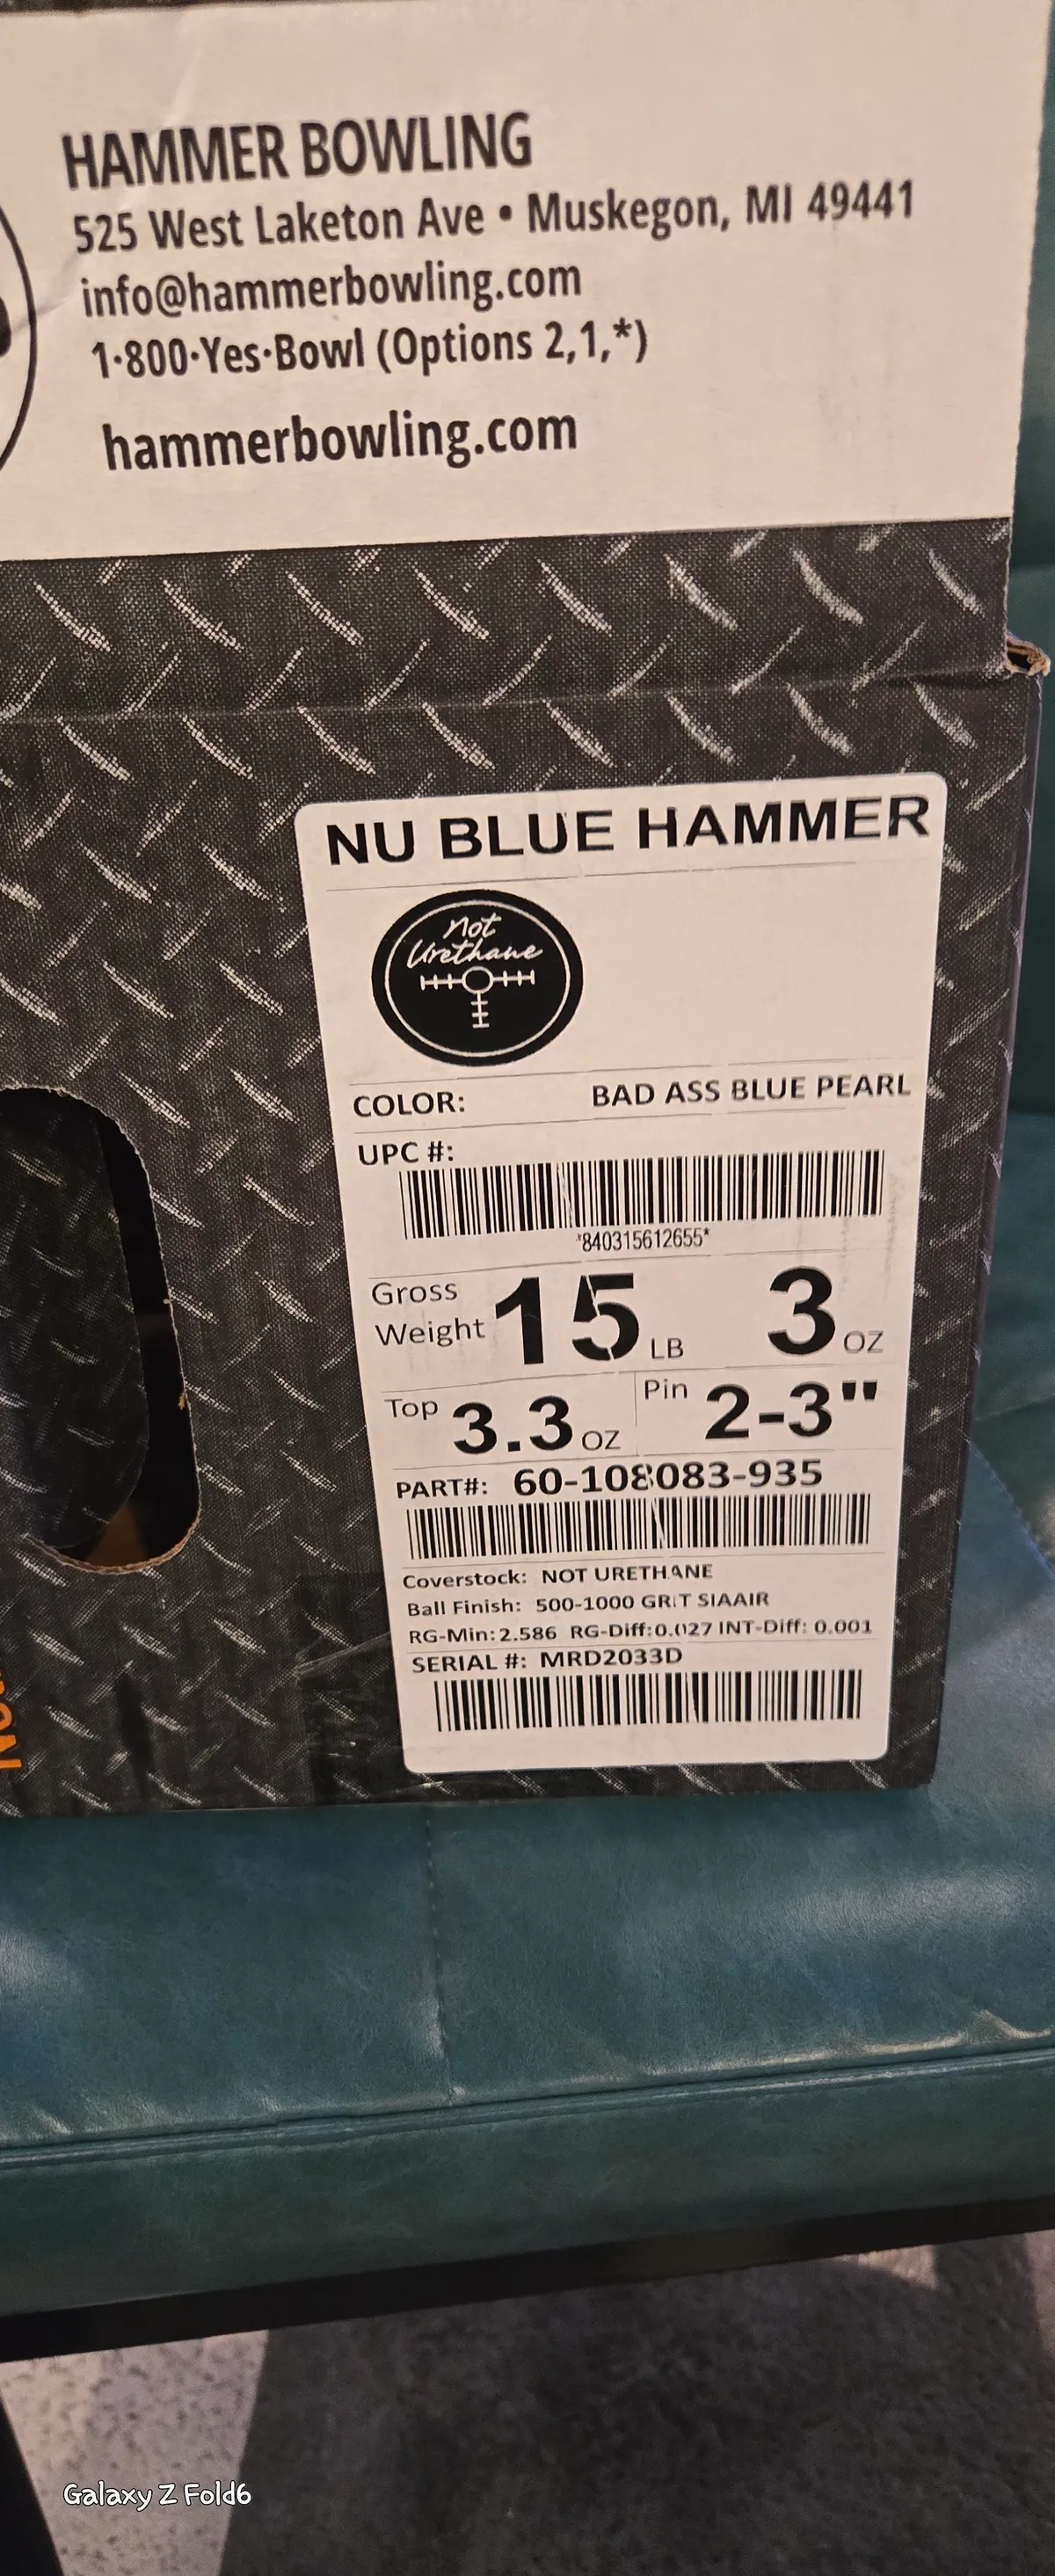 HAMMER BOWLING
525 West Laketon Ave • Muskegon, MI 49441
info@hammerbowling.com
1·800·Yes·Bowl (Options 2,1,*)
hammerbowling.com
NU BLUE HAMMER
Not
Urethane
COLOR: BAD ASS BLUE PEARL
UPC #:
*840315612655*
Gross Weight 15 LB 3 OZ
Top 3.3 OZ Pin 2-3"
PART#: 60-108083-935
Coverstock: NOT URETHANE
Ball Finish: 500-1000 GRIT SIAAIR
RG-Min: 2.586 RG-Diff: 0.027 INT-Diff: 0.001
SERIAL #: MRD2033D
Galaxy Z Fold6